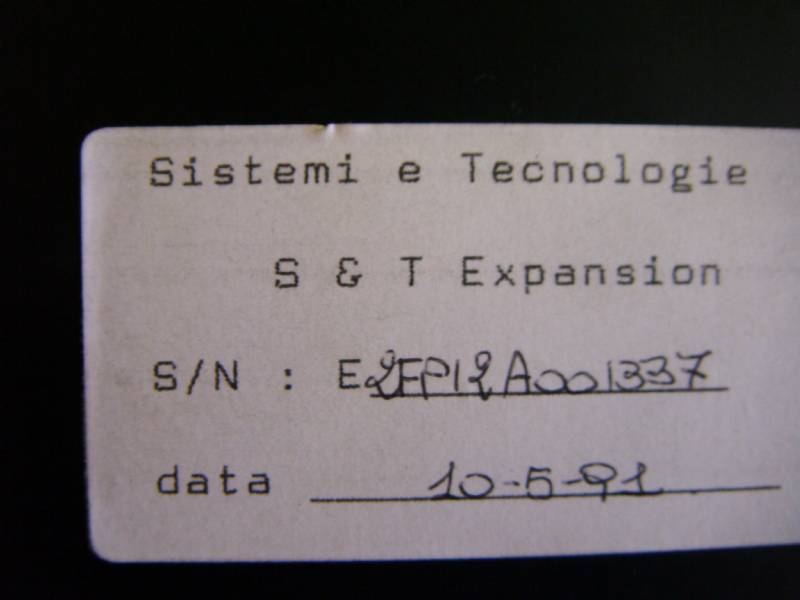 Sistemi e Tecnologie
S & T Expansion
S/N : E2FP12A001337
data 10-5-91